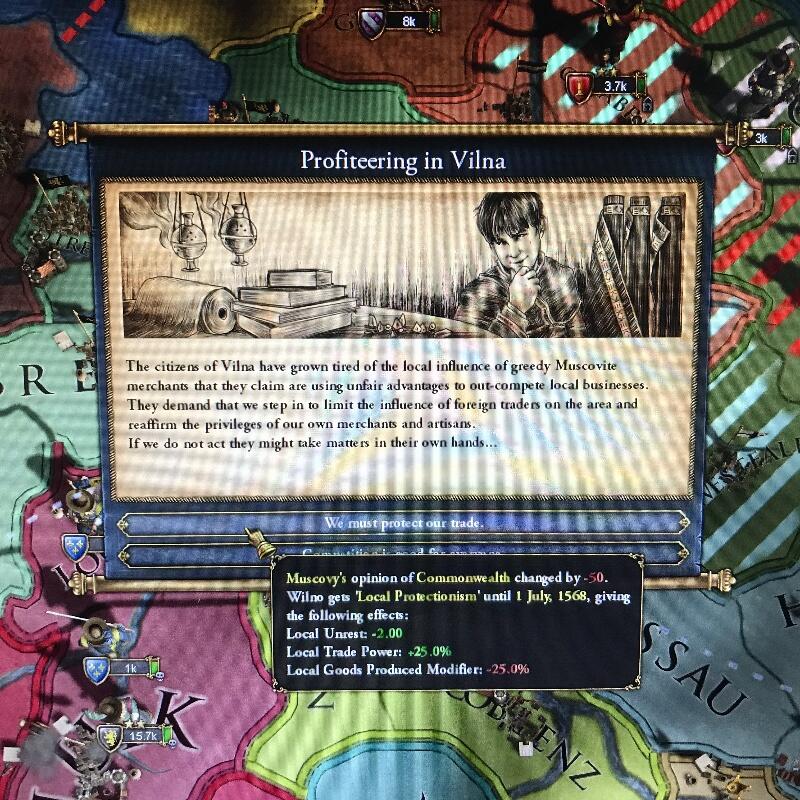 8k
3.7k
3k
Profiteering in Vilna
The citizens of Vilna have grown tired of the local influence of greedy Muscovite
merchants that they claim are using unfair advantages to out-compete local businesses.
They demand that we step in to limit the influence of foreign traders on the area and
reaffirm the privileges of our own merchants and artisans.
If we do not act they might take matters in their own hands...
We must protect our trade.
Competition is good for
Muscovy's opinion of Commonwealth changed by -50.
Wilno gets 'Local Protectionism' until 1 July, 1568, giving
the following effects:
Local Unrest: -2.00
Local Trade Power: +25.0%
Local Goods Produced Modifier: -25.0%
1k
15.7k